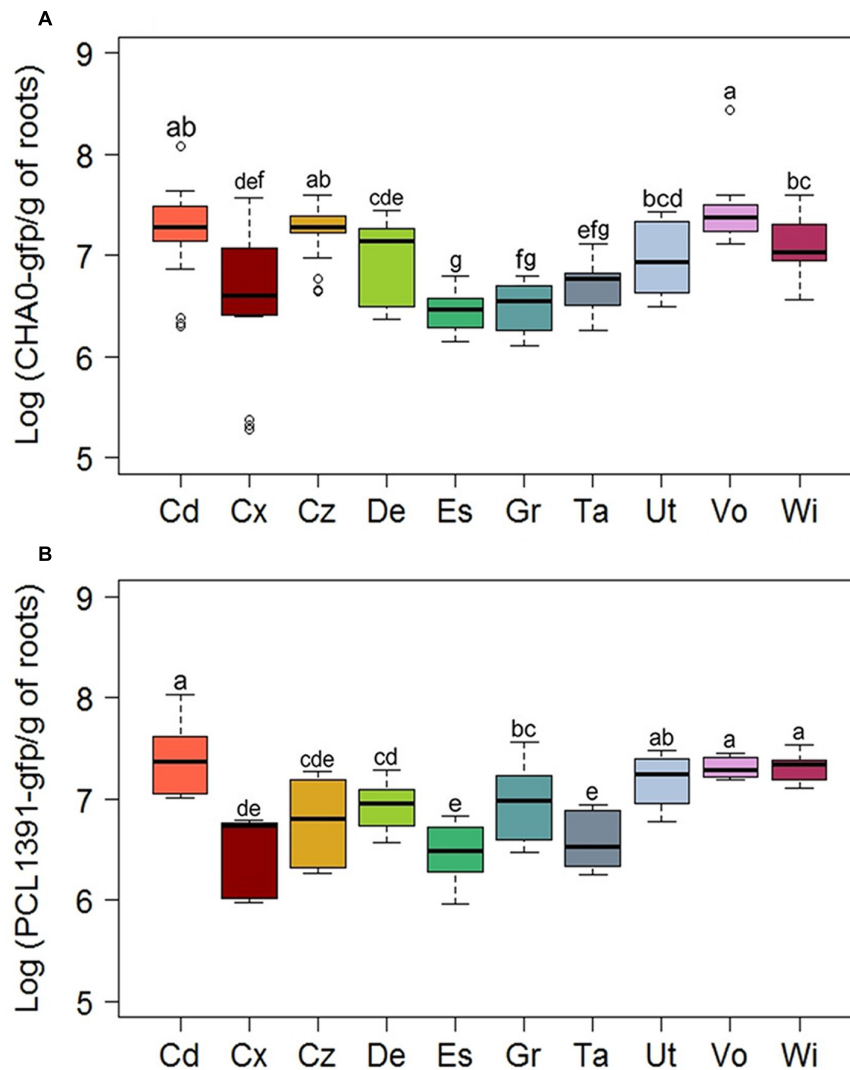 A
Log (CHA0-gfp/g of roots)
9
8
7
6
5
ab
def
ab
cde
g
fg
efg
bcd
a
bc
Cd Cx Cz De Es Gr Ta Ut Vo Wi
B
Log (PCL1391-gfp/g of roots)
9
8
7
6
5
a
de
cde
cd
e
bc
e
ab
a
a
Cd Cx Cz De Es Gr Ta Ut Vo Wi